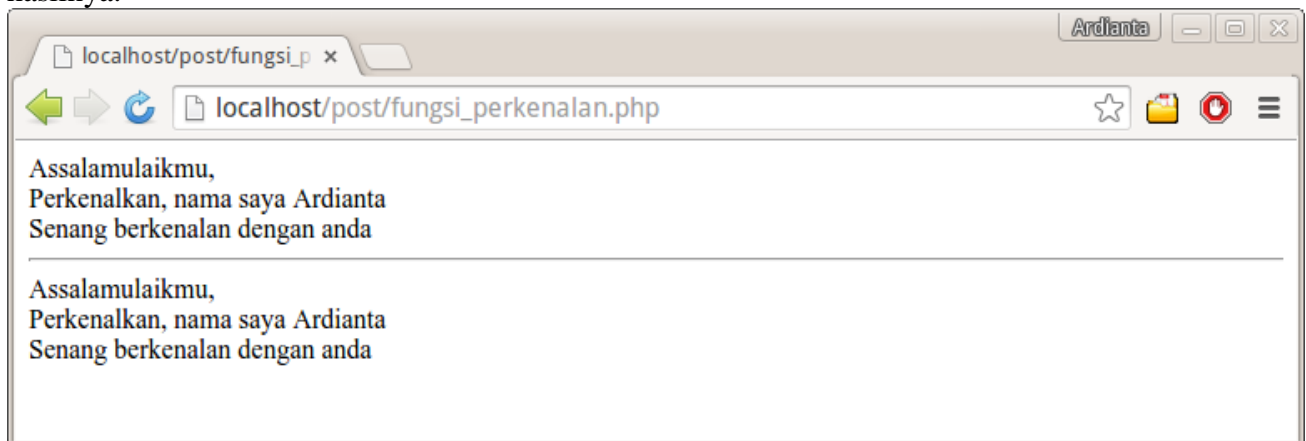 hasilnya:
Ardianta
localhost/post/fungsi_p
localhost/post/fungsi_perkenalan.php
Assalamulaikmu,
Perkenalkan, nama saya Ardianta
Senang berkenalan dengan anda
Assalamulaikmu,
Perkenalkan, nama saya Ardianta
Senang berkenalan dengan anda